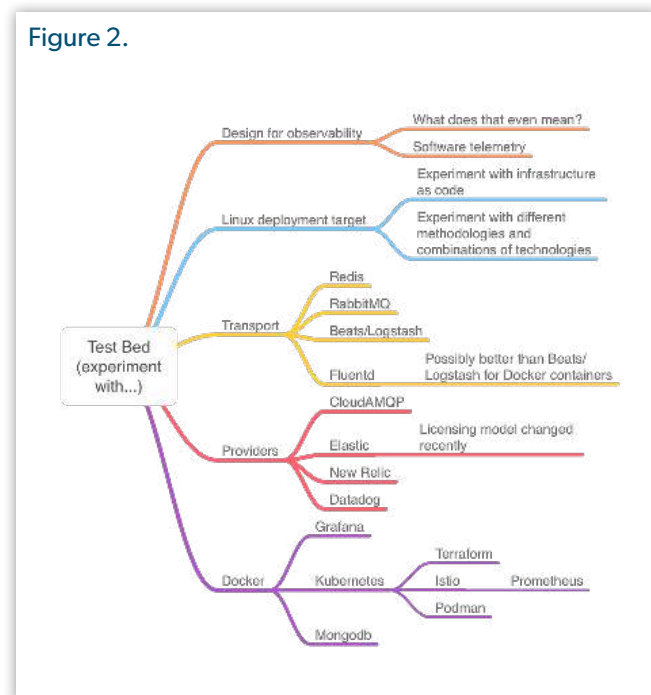 Figure 2.
Design for observability
What does that even mean?
Software telemetry
Linux deployment target
Experiment with infrastructure
as code
Experiment with different
methodologies and
combinations of technologies
Test Bed
(experiment
with...)
Transport
Redis
RabbitMQ
Beats/Logstash
Fluentd
Possibly better than Beats/
Logstash for Docker containers
Providers
CloudAMQP
Elastic
Licensing model changed
recently
New Relic
Datadog
Docker
Grafana
Kubernetes
Terraform
Istio
Prometheus
Podman
Mongodb